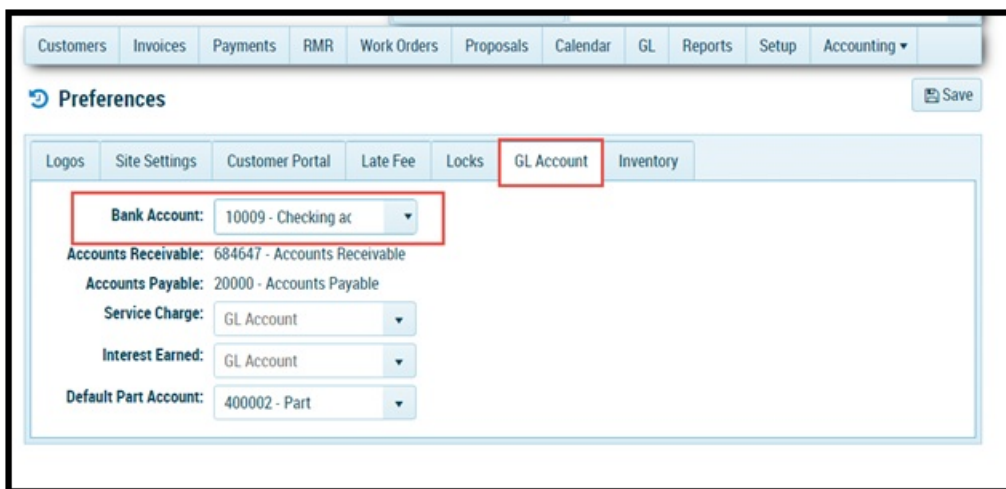 Customers Invoices Payments RMR Work Orders Proposals Calendar GL Reports Setup Accounting
Preferences Save
Logos Site Settings Customer Portal Late Fee Locks GL Account Inventory
Bank Account: 10009 - Checking ac
Accounts Receivable: 684647 - Accounts Receivable
Accounts Payable: 20000 - Accounts Payable
Service Charge: GL Account
Interest Earned: GL Account
Default Part Account: 400002 - Part